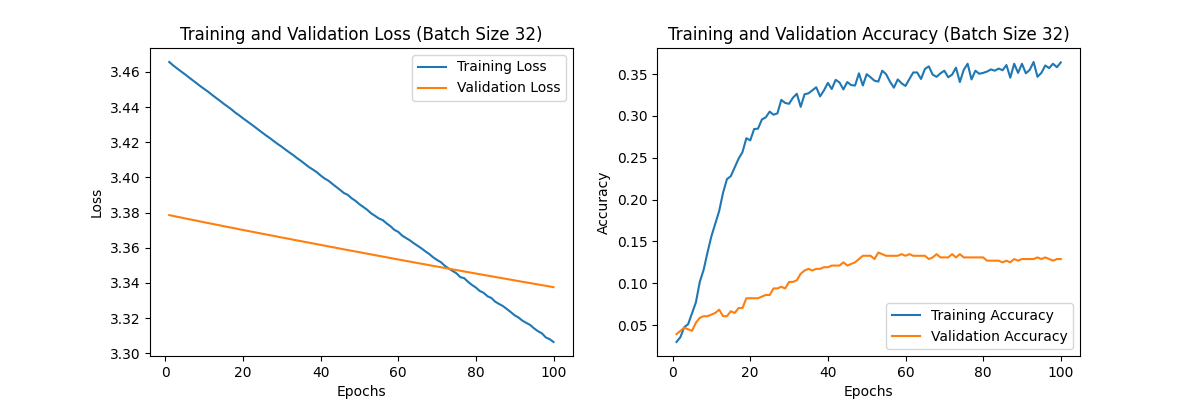 Training and Validation Loss (Batch Size 32)
3.46
3.44
3.42
3.40
3.38
3.36
3.34
3.32
3.30
Loss
0
20
40
60
80
100
Epochs
Training Loss
Validation Loss
Training and Validation Accuracy (Batch Size 32)
0.35
0.30
0.25
0.20
0.15
0.10
0.05
Accuracy
0
20
40
60
80
100
Epochs
Training Accuracy
Validation Accuracy